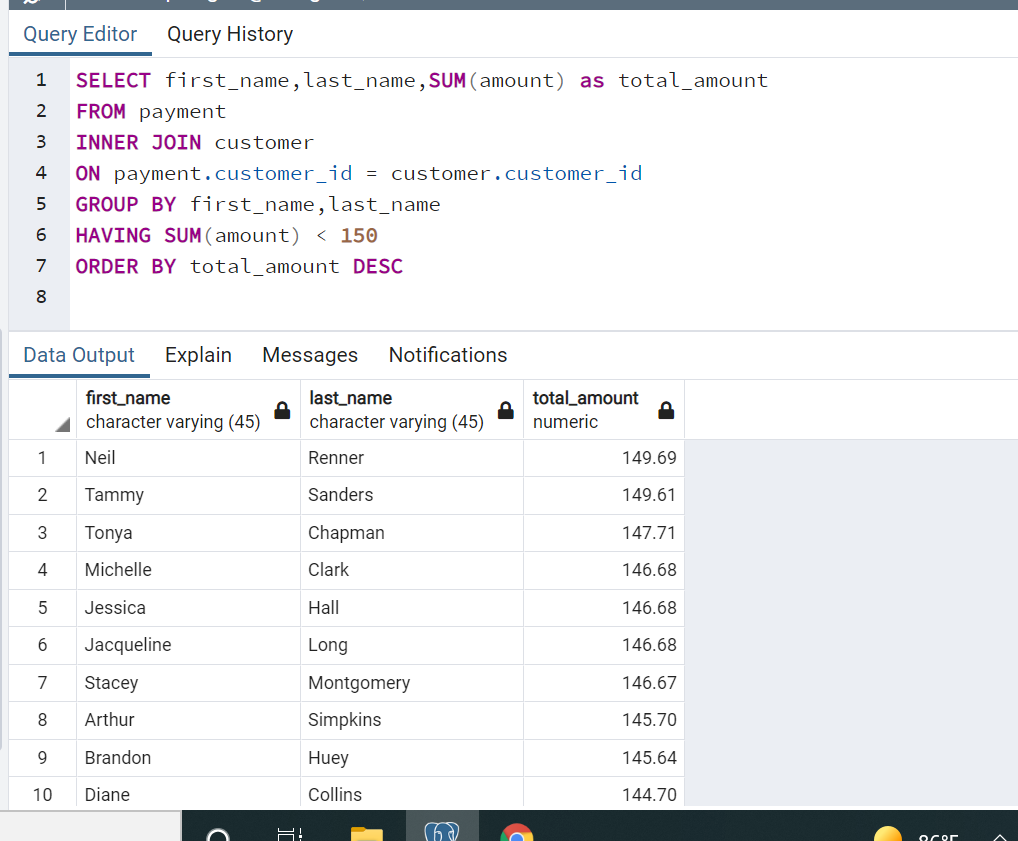 Query Editor Query History
1 SELECT first_name,last_name,SUM(amount) as total_amount
2 FROM payment
3 INNER JOIN customer
4 ON payment.customer_id = customer.customer_id
5 GROUP BY first_name,last_name
6 HAVING SUM(amount) < 150
7 ORDER BY total_amount DESC
8
Data Output Explain Messages Notifications
first_name last_name total_amount
character varying (45) character varying (45) numeric
1 Neil Renner 149.69
2 Tammy Sanders 149.61
3 Tonya Chapman 147.71
4 Michelle Clark 146.68
5 Jessica Hall 146.68
6 Jacqueline Long 146.68
7 Stacey Montgomery 146.67
8 Arthur Simpkins 145.70
9 Brandon Huey 145.64
10 Diane Collins 144.70
86°F